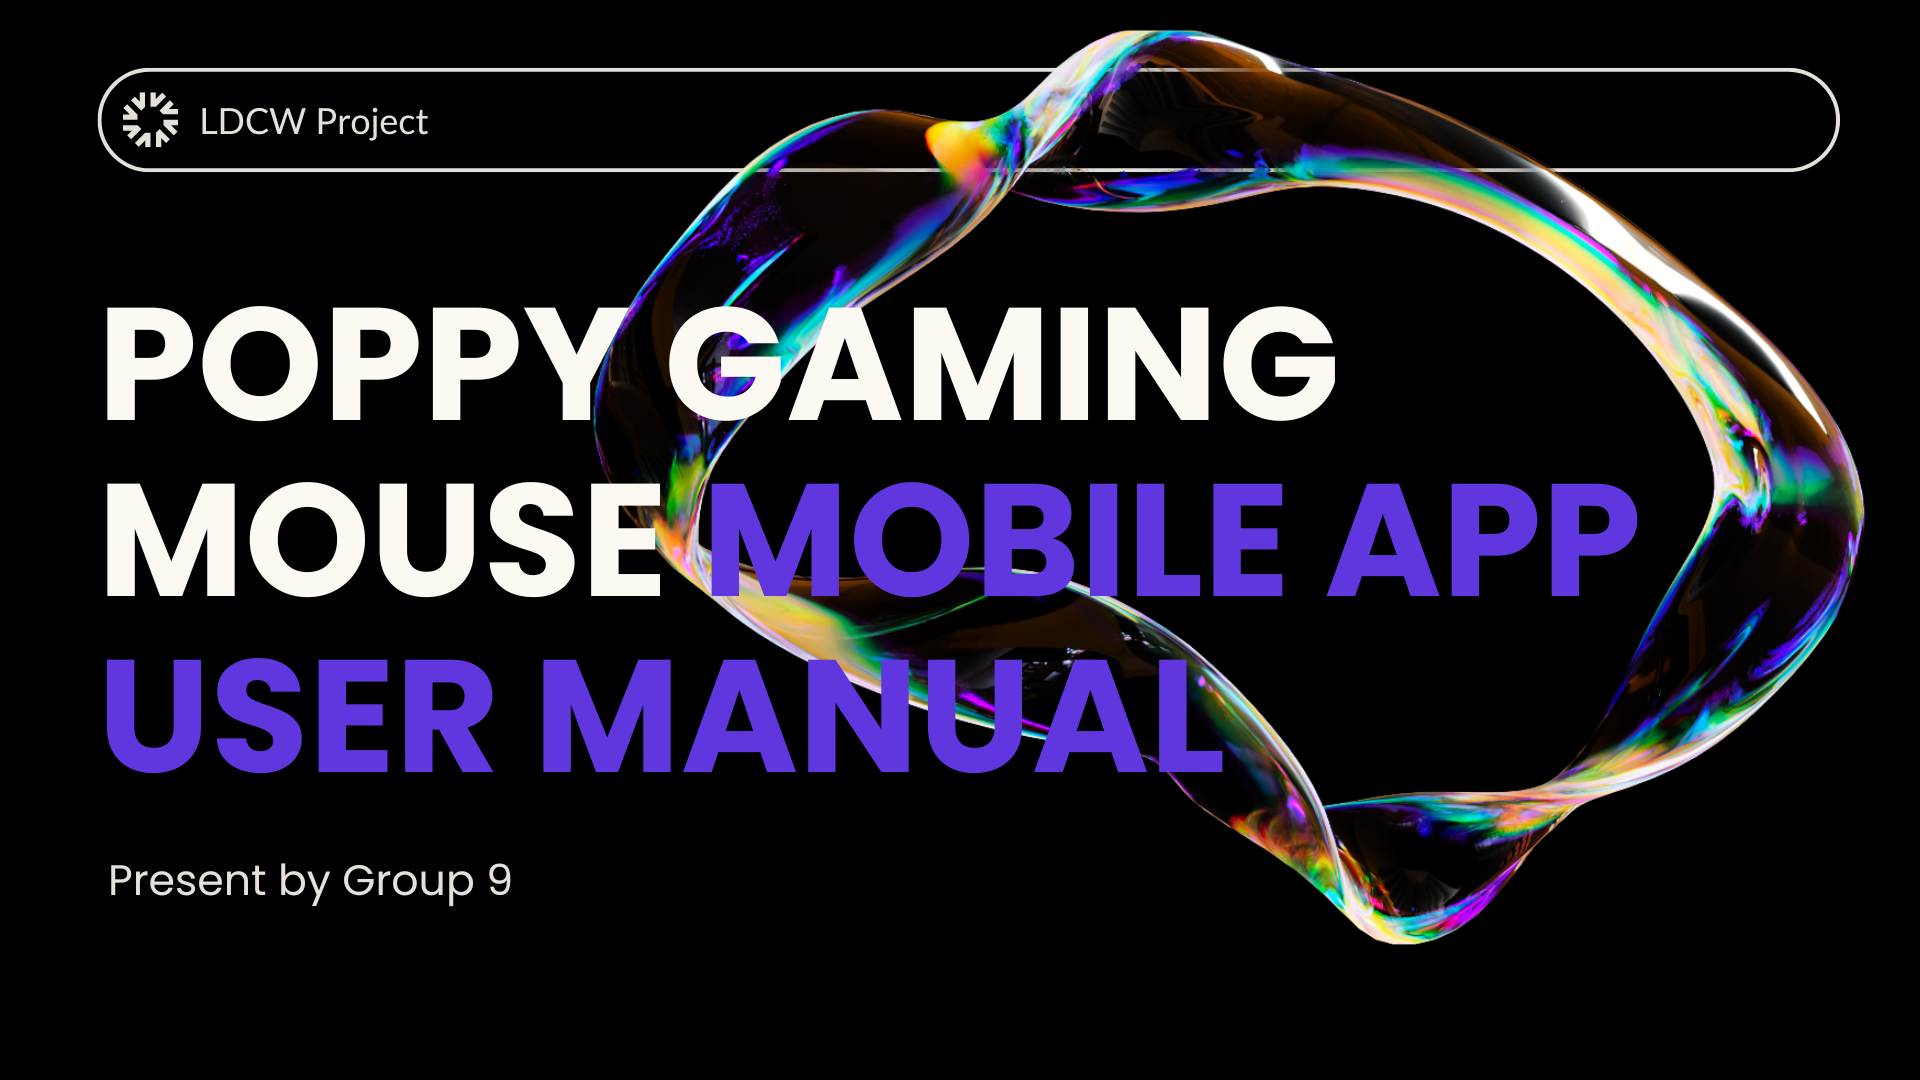 LDCW Project
POPPY GAMING
MOUSE MOBILE APP
USER MANUAL
Present by Group 9